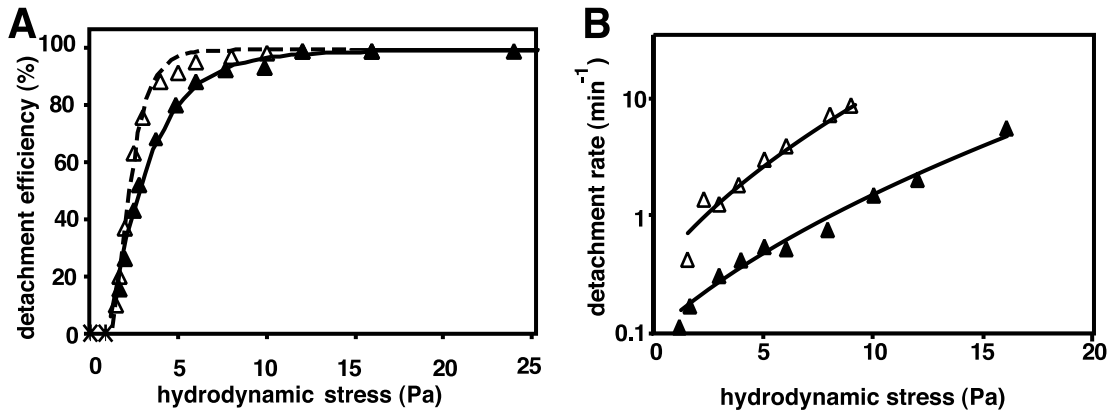 A
detachment efficiency (%)
100
80
60
40
20
0
0 5 10 15 20 25
hydrodynamic stress (Pa)
B
detachment rate (min-1)
10
1
0.1
0 5 10 15 20
hydrodynamic stress (Pa)